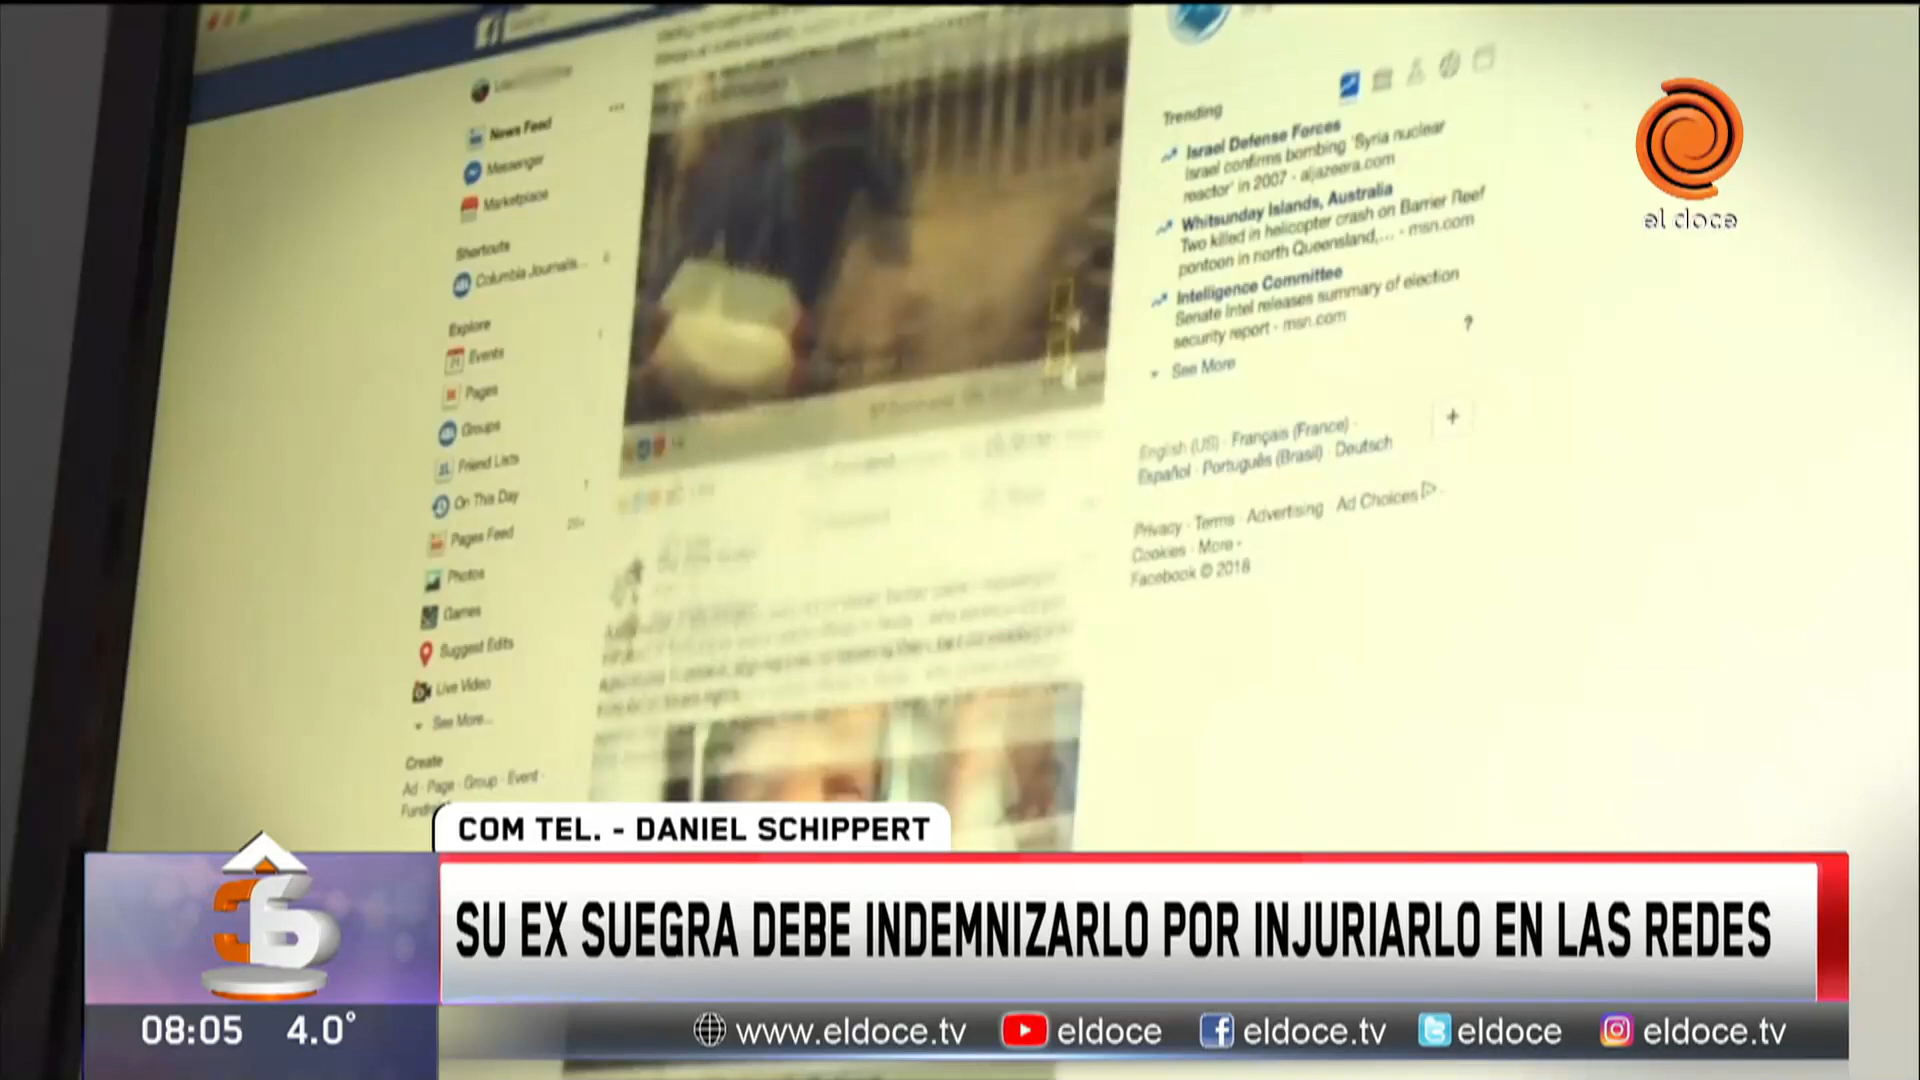 News Feed
Messenger
Marketplace
Shortcuts
Columbia Journalis...
Explore
Events
Pages
Groups
Friend Lists
On This Day
Pages Feed
20+
Photos
Games
Suggest Edits
Live Video
See More...
Create
Ad · Page · Group · Event ·
Trending
Israel Defense Forces
Israel confirms bombing 'Syria nuclear
reactor' in 2007 - aljazeera.com
Whitsunday Islands, Australia
Two killed in helicopter crash on Barrier Reef
pontoon in north Queensland,... - msn.com
Intelligence Committee
Senate Intel releases summary of election
security report - msn.com
?
See More
English (US) · Français (France) ·
Español · Português (Brasil) · Deutsch
+
Privacy · Terms · Advertising · Ad Choices
Cookies · More
Facebook © 2018
el doce
COM TEL. - DANIEL SCHIPPERT
SU EX SUEGRA DEBE INDEMNIZARLO POR INJURIARLO EN LAS REDES
08:05 4.0°
www.eldoce.tv eldoce eldoce.tv eldoce eldoce.tv